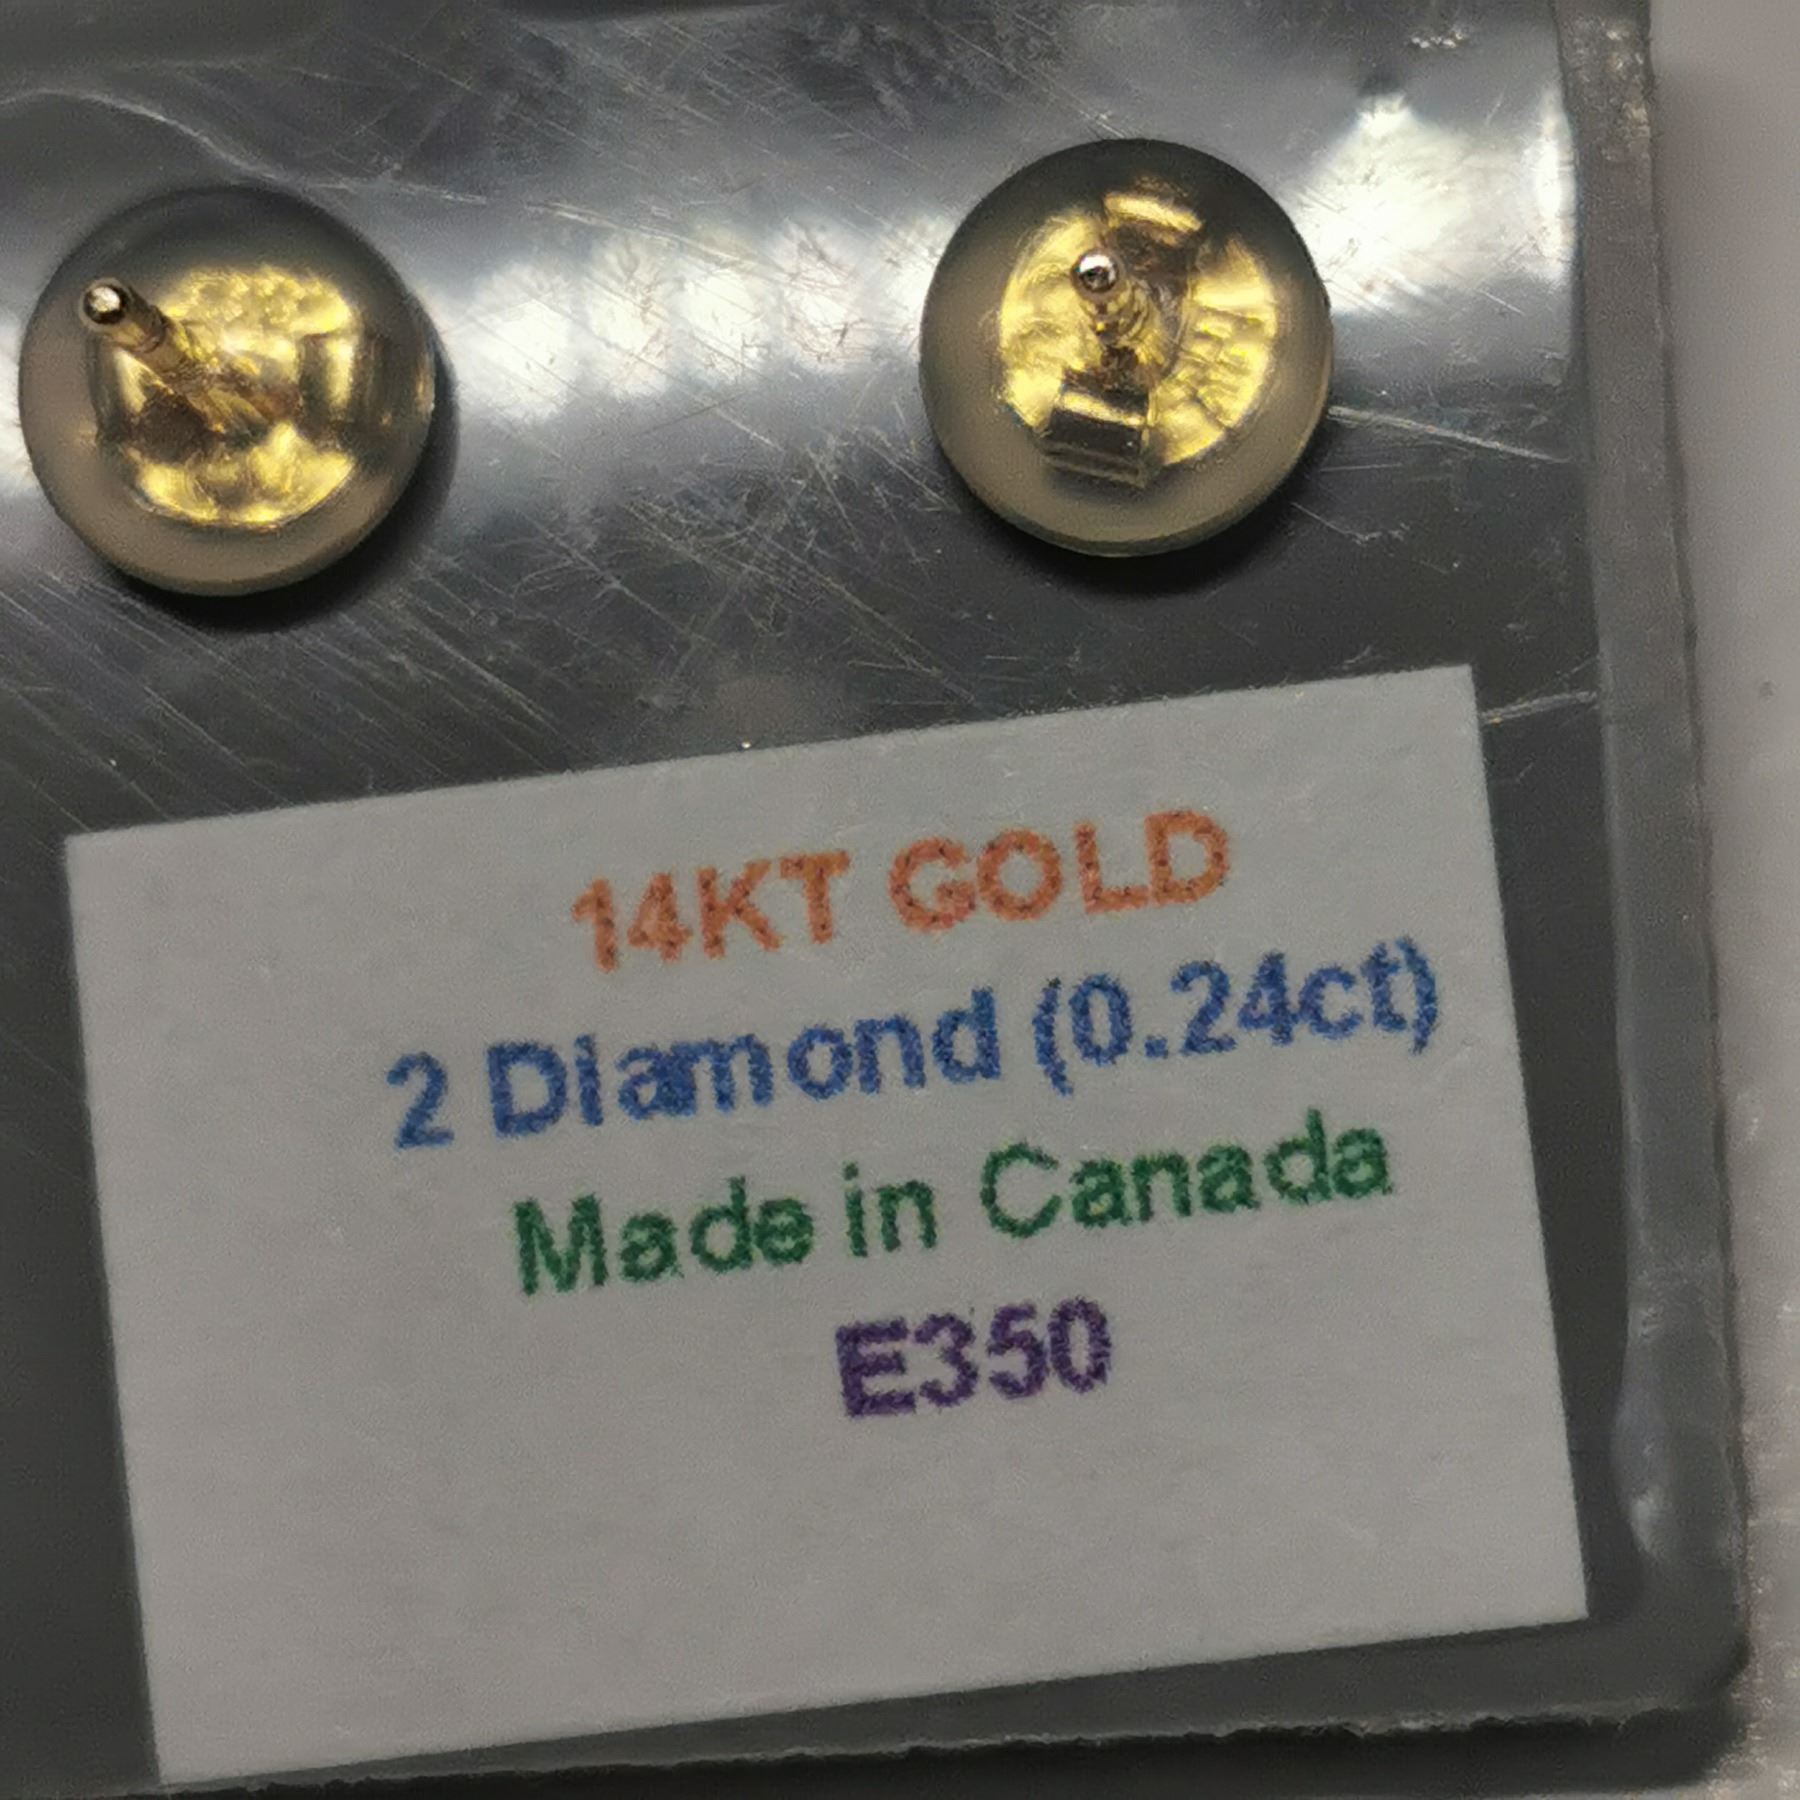 14KT GOLD
2 Diamond (0.24ct)
Made in Canada
E350